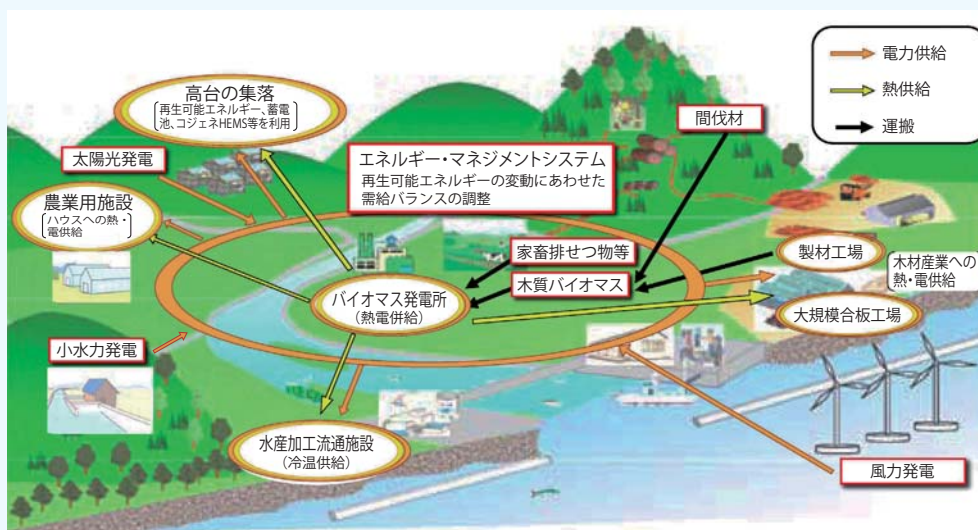 高台の集落
再生可能エネルギー、蓄電
池、コジェネHEMS等を利用
太陽光発電
農業用施設
ハウスへの熱・
電供給
エネルギー・マネジメントシステム
再生可能エネルギーの変動にあわせた
需給バランスの調整
間伐材
電力供給
熱供給
運搬
家畜排せつ物等
木質バイオマス
製材工場
木材産業への
熱・電供給
大規模合板工場
バイオマス発電所
(熱電併給)
小水力発電
水産加工流通施設
(冷温供給)
風力発電